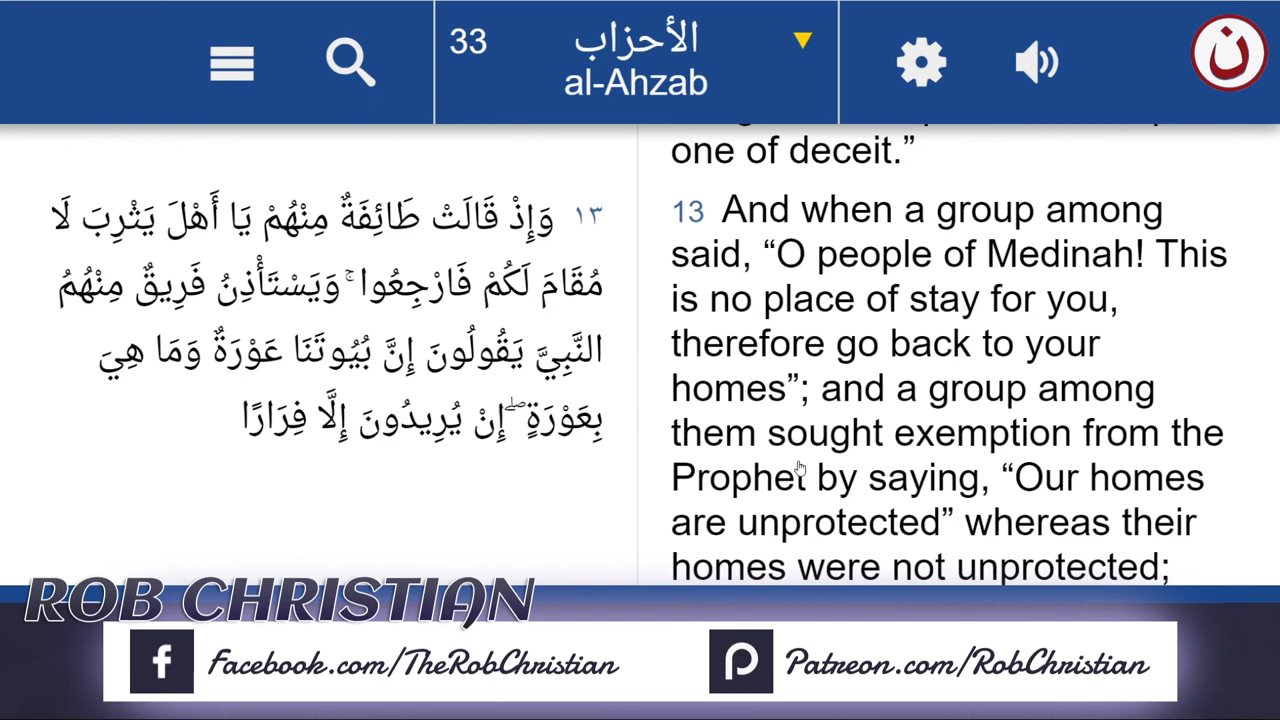 33
الأحزاب
al-Ahzab
ن
one of deceit.”
١٣ وَإِذْ قَالَتْ طَائِفَةٌ مِنْهُمْ يَا أَهْلَ يَثْرِبَ لَا
مُقَامَ لَكُمْ فَارْجِعُوا ۚ وَيَسْتَأْذِنُ فَرِيقٌ مِنْهُمُ
النَّبِيَّ يَقُولُونَ إِنَّ بُيُوتَنَا عَوْرَةٌ وَمَا هِيَ
بِعَوْرَةٍ ۖ إِنْ يُرِيدُونَ إِلَّا فِرَارًا
13 And when a group among
said, “O people of Medinah! This
is no place of stay for you,
therefore go back to your
homes”; and a group among
them sought exemption from the
Prophet by saying, “Our homes
are unprotected” whereas their
homes were not unprotected;
ROB CHRISTIAN
Facebook.com/TheRobChristian
Patreon.com/RobChristian